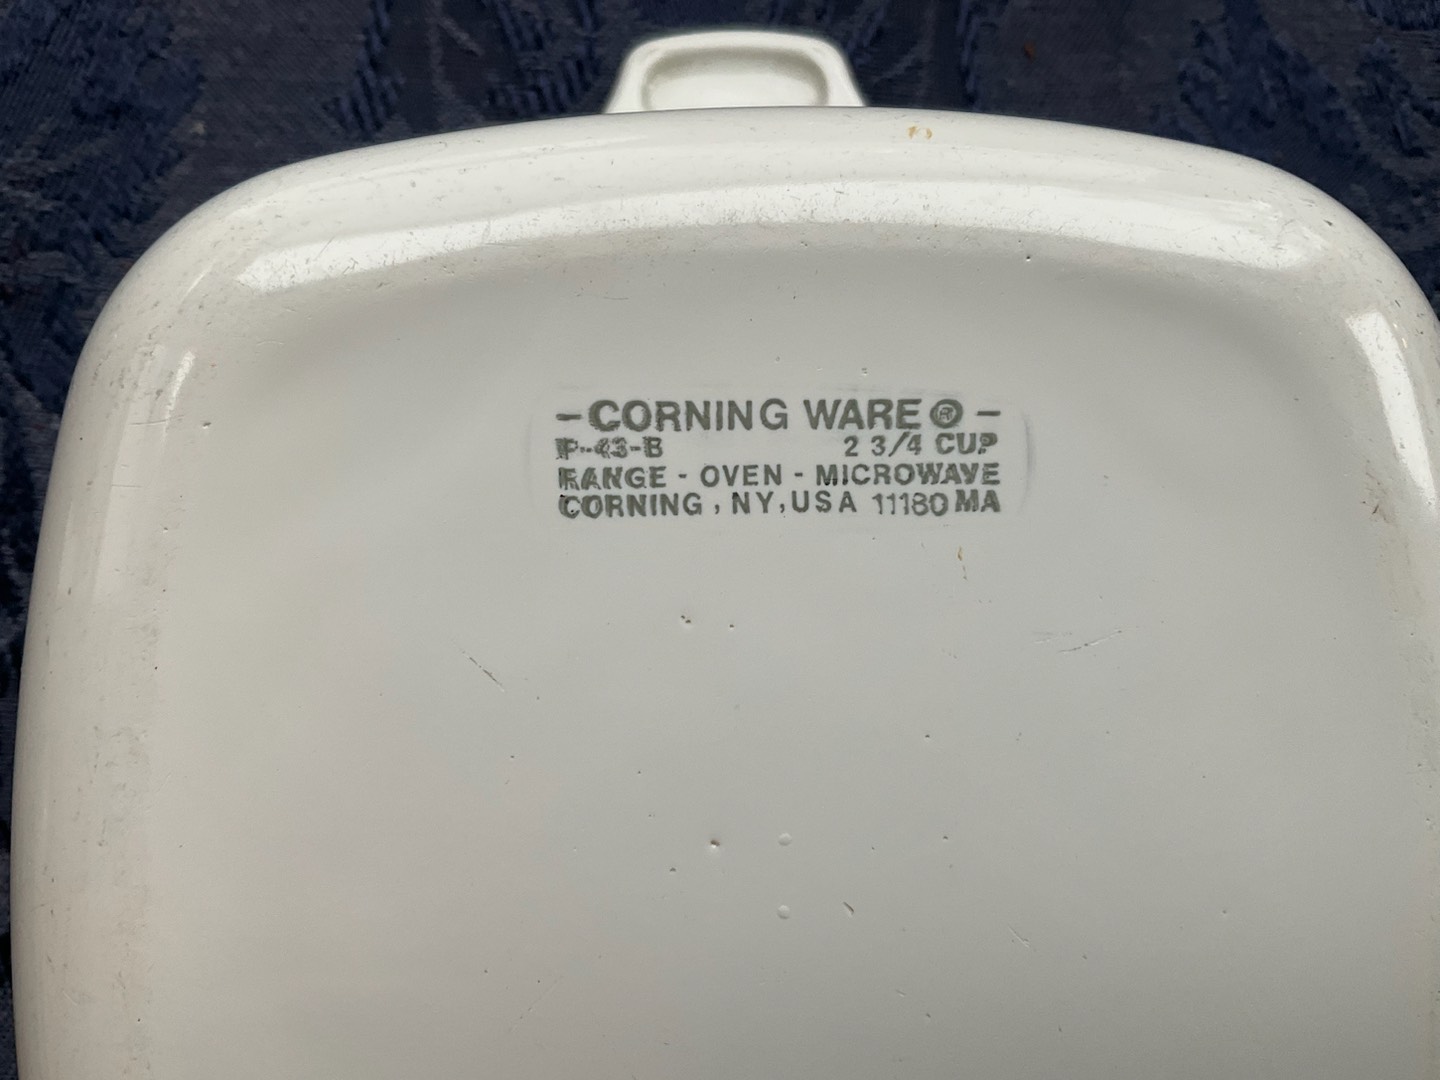 -CORNING WARE® -
P-43-B 2 3/4 CUP
RANGE - OVEN - MICROWAVE
CORNING , NY, USA 11180 MA